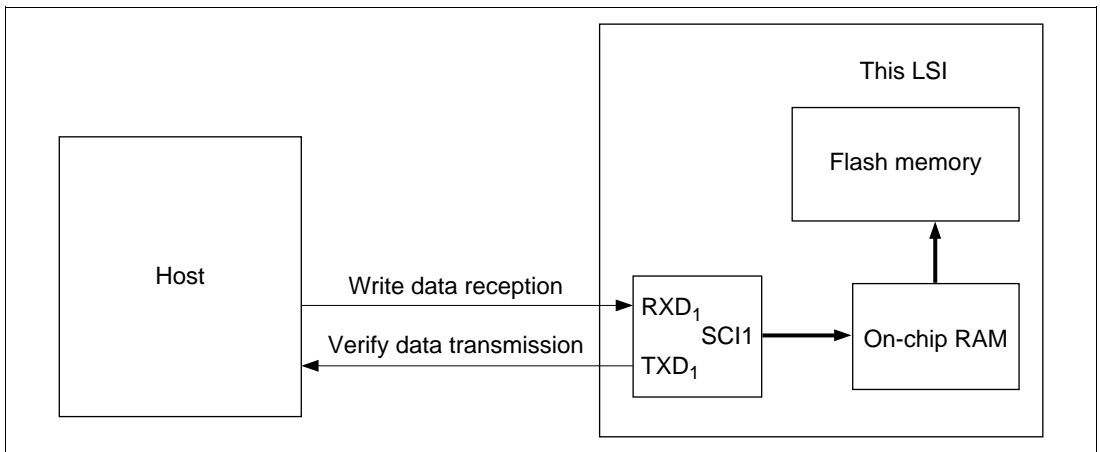 This LSI
Flash memory
Host
Write data reception
RXD₁
SCI1
On-chip RAM
Verify data transmission
TXD₁